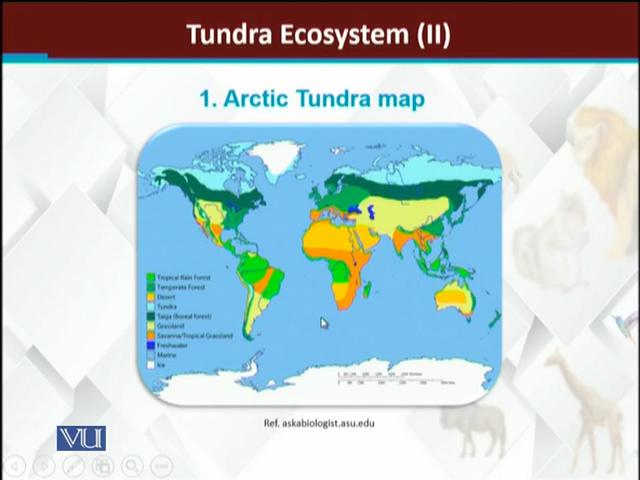 Tundra Ecosystem (II)
1. Arctic Tundra map
Tropical Rain Forest
Temperate Forest
Desert
Tundra
Taiga (Boreal forest)
Grassland
Savanna/Tropical Grassland
Freshwater
Marine
Ice
Ref. askabiologist.asu.edu
VU